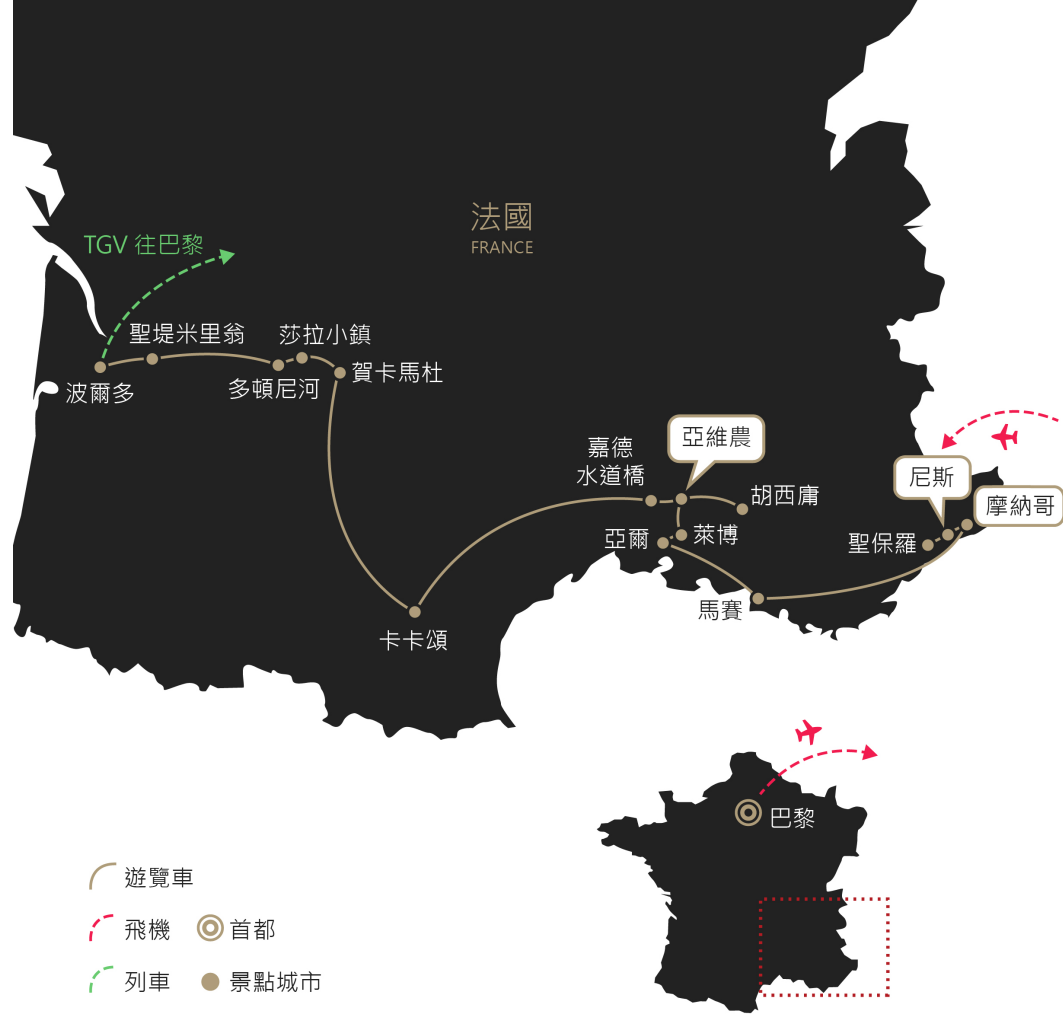 法國
FRANCE
TGV 往巴黎
聖堤米里翁
莎拉小鎮
波爾多
多頓尼河
賀卡馬杜
嘉德
水道橋
亞維農
胡西庸
尼斯
摩納哥
亞爾
萊博
聖保羅
馬賽
卡卡頌
巴黎
遊覽車
飛機
首都
列車
景點城市